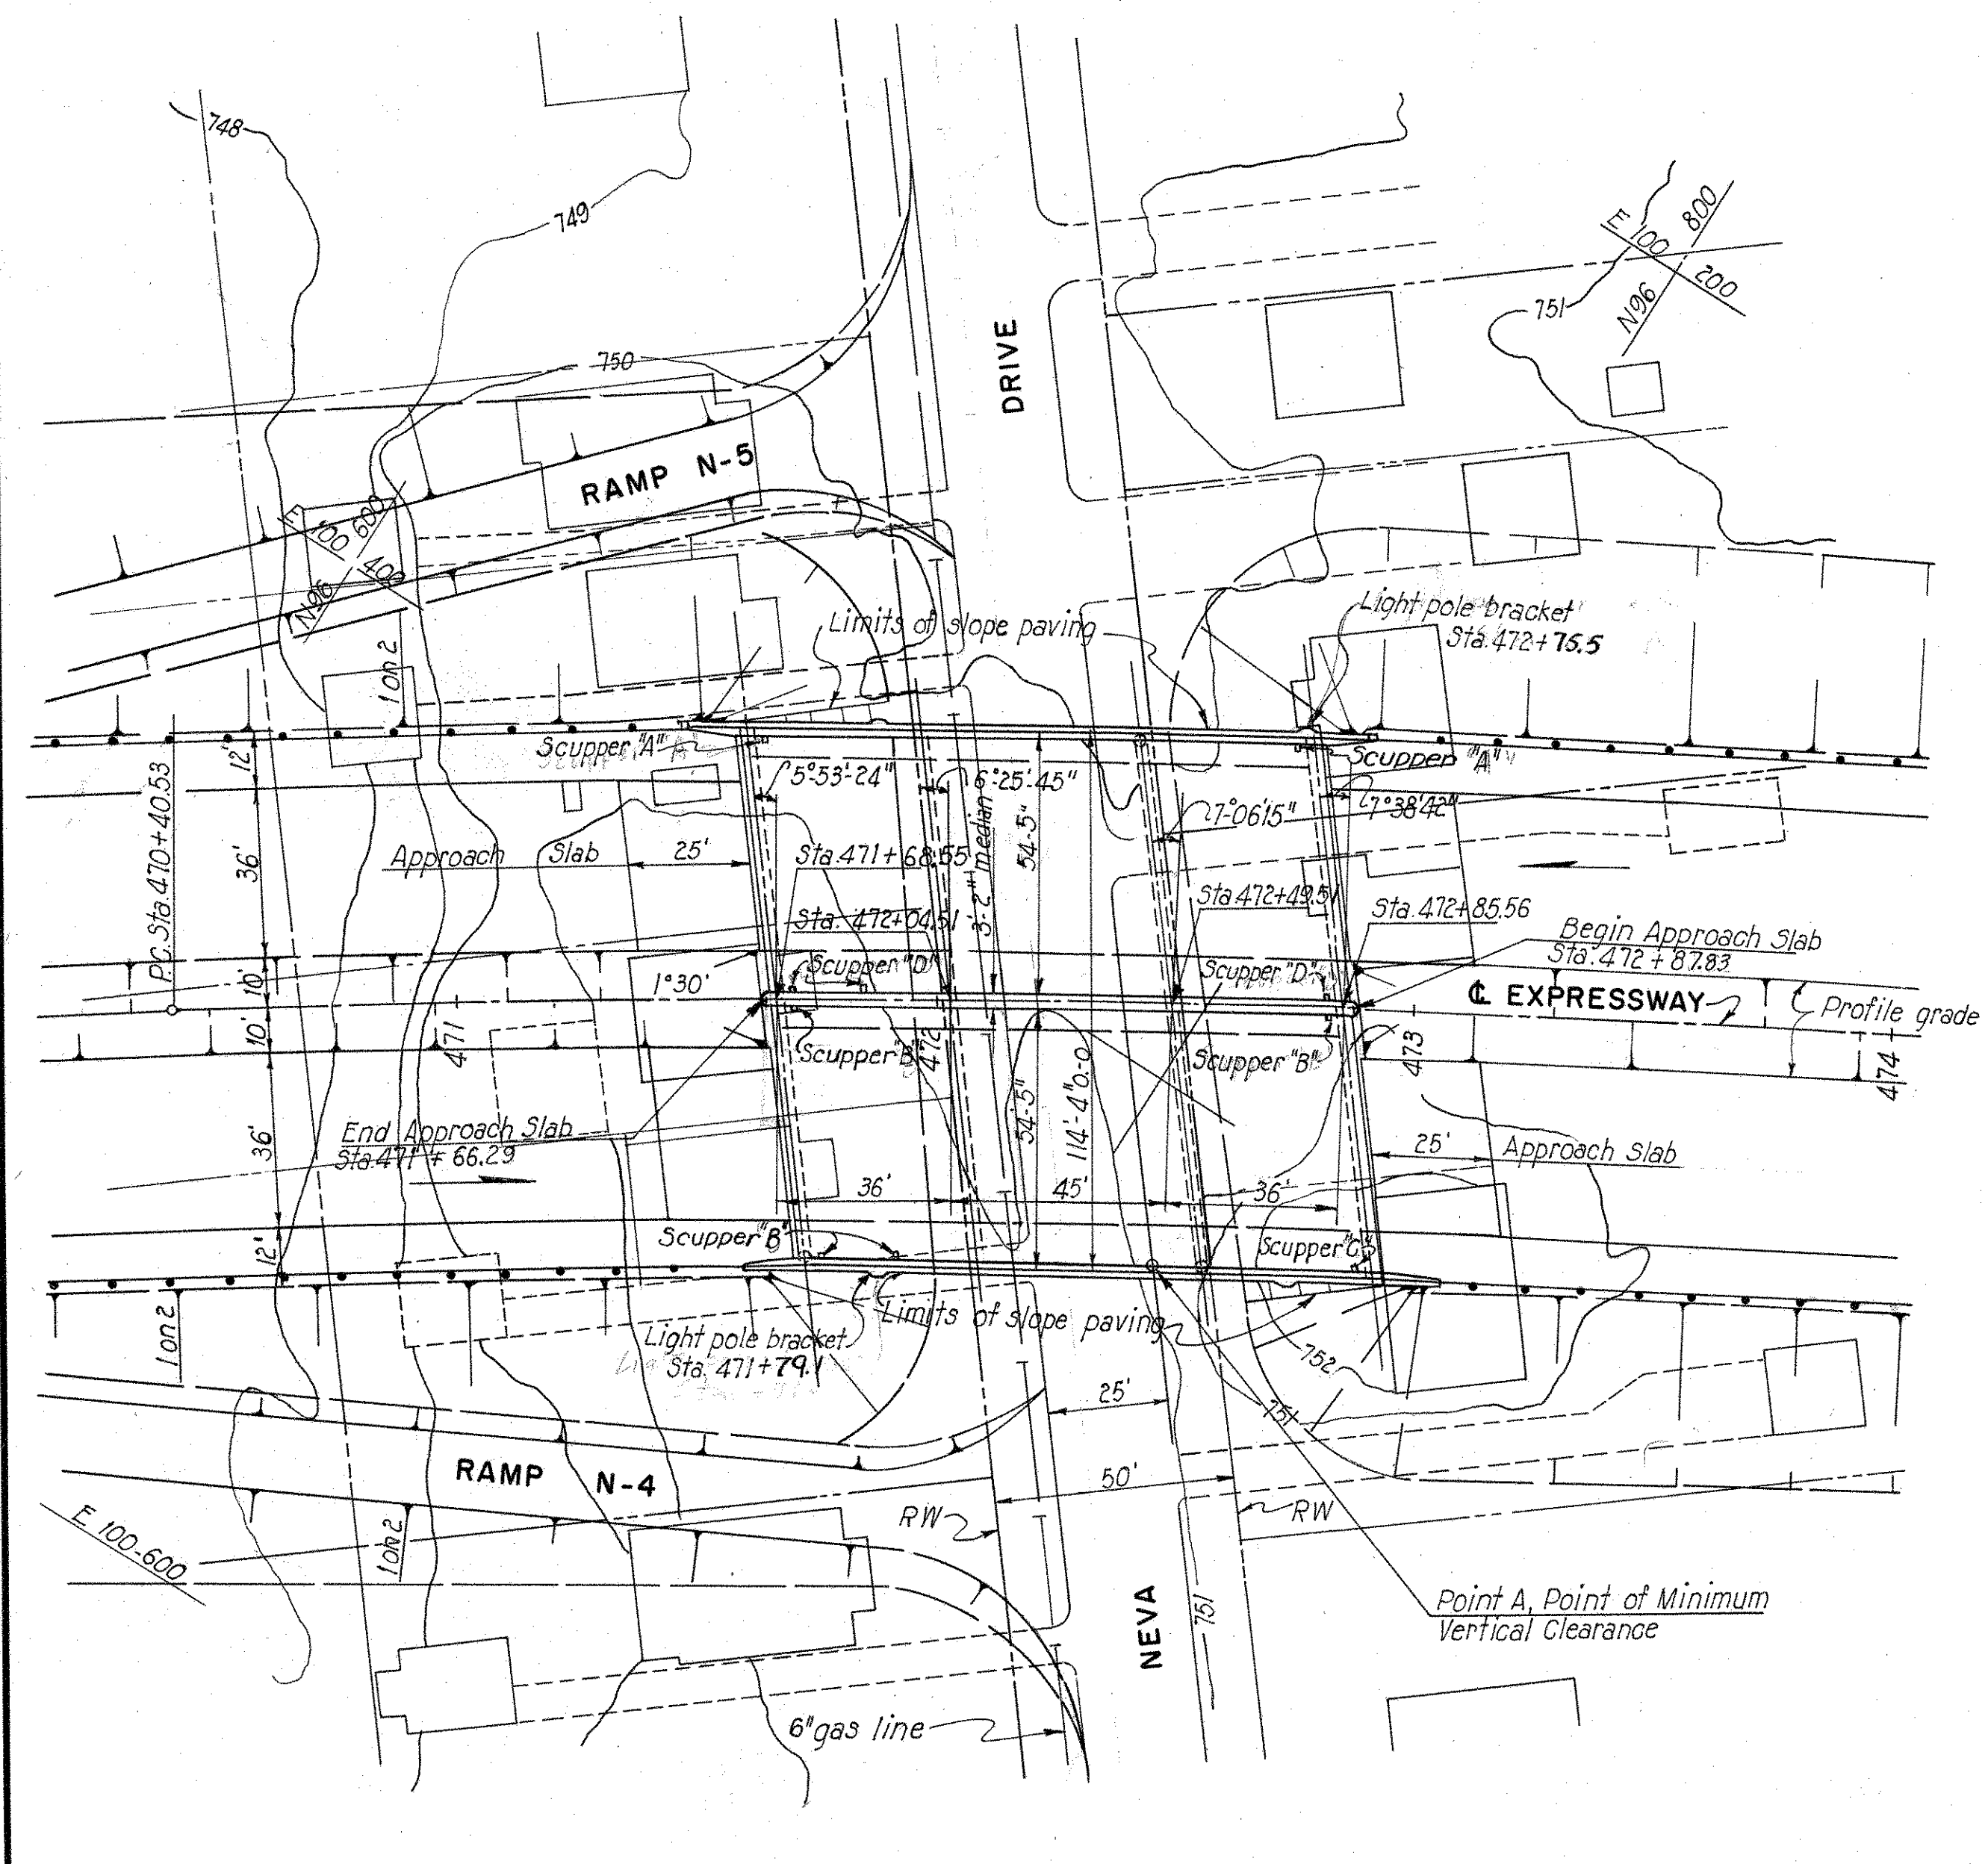 748
749
E 100 800
N96 200
751
DRIVE
750
RAMP N-5
E 100 600
N96 400
Light pole bracket
Sta. 472+75.5
Limits of slope paving
1 on 2
Scupper "A"
Scupper "A"
12'
5°-53'-24"
6°-25'-45"
7°-06'15"
7°38'42"
P.C. Sta. 470+40.53
36'
Approach Slab
25'
Sta. 471+68.55
3'-2" median
54'-5"
Sta. 472+04.51
Sta. 472+49.51
Sta. 472+85.56
Begin Approach Slab
Sta. 472+87.83
10'
1°30'
Scupper "D"
Scupper "D"
℄ EXPRESSWAY
Profile grade
10'
471
Scupper "B"
472
Scupper "B"
473
474
36'
End Approach Slab
Sta. 471+66.29
54'-5"
114'-4" 0-0
25'
Approach Slab
36'
45'
36'
12'
Scupper "B"
Scupper "C"
1 on 2
Light pole bracket
Sta. 471+79.1
Limits of slope paving
752
751
25'
RAMP N-4
50'
RW
RW
E 100-600
1 on 2
NEVA
751
Point A, Point of Minimum
Vertical Clearance
6" gas line